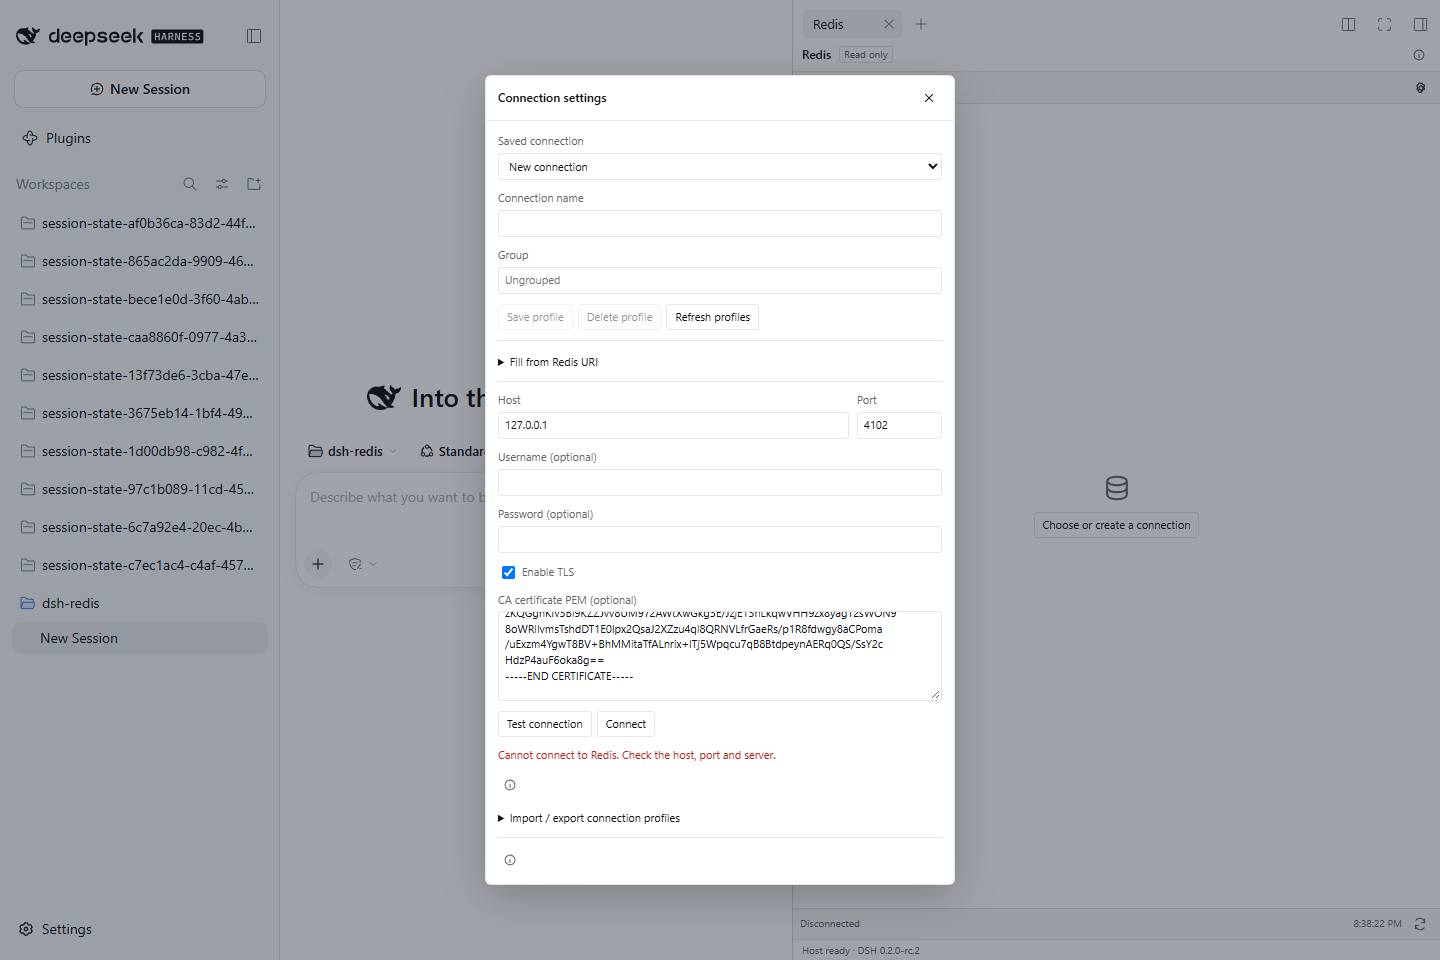 deepseek HARNESS
New Session
Plugins
Workspaces
session-state-af0b36ca-83d2-44f...
session-state-865ac2da-9909-46...
session-state-bece1e0d-3f60-4ab...
session-state-caa8860f-0977-4a3...
session-state-13f73de6-3cba-47e...
session-state-3675eb14-1bf4-49...
session-state-1d00db98-c982-4f...
session-state-97c1b089-11cd-45...
session-state-6c7a92e4-20ec-4b...
session-state-c7ec1ac4-c4af-457...
dsh-redis
New Session
Settings
Into th
dsh-redis
Standar
Describe what you want to b
Connection settings
Saved connection
New connection
Connection name
Group
Ungrouped
Save profile
Delete profile
Refresh profiles
Fill from Redis URI
Host
Port
127.0.0.1
4102
Username (optional)
Password (optional)
Enable TLS
CA certificate PEM (optional)
HdzP4auF6oka8g==
-----END CERTIFICATE-----
Test connection
Connect
Cannot connect to Redis. Check the host, port and server.
Import / export connection profiles
Redis
Redis
Read only
Choose or create a connection
Disconnected
8:38:22 PM
Host ready · DSH 0.2.0-rc.2